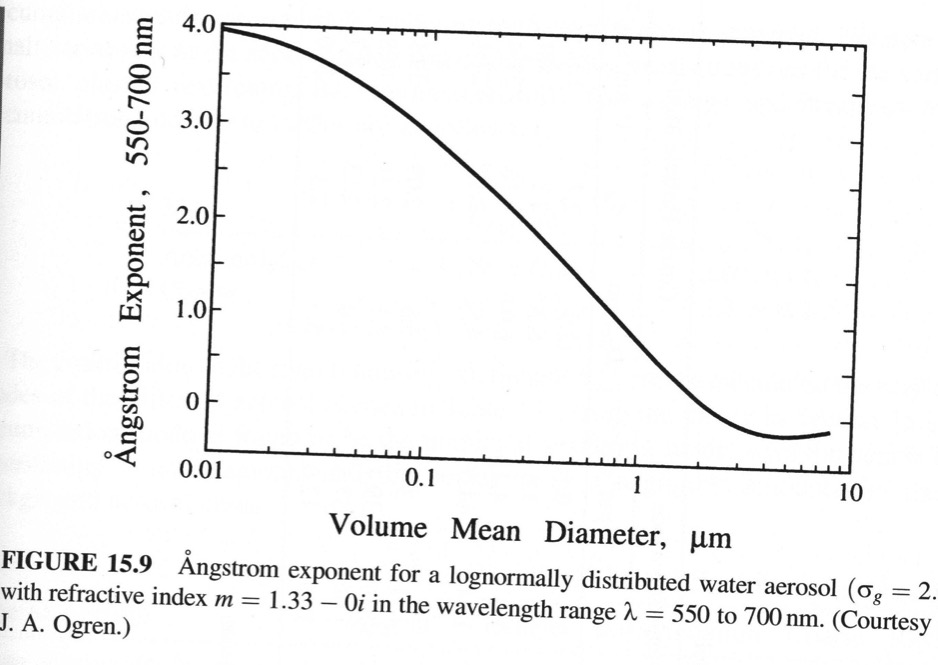 4.0
3.0
2.0
1.0
0
Ångstrom Exponent, 550-700 nm
0.01
0.1
1
10
Volume Mean Diameter, μm
FIGURE 15.9 Ångstrom exponent for a lognormally distributed water aerosol (σg = 2.
with refractive index m = 1.33 − 0i in the wavelength range λ = 550 to 700 nm. (Courtesy
J. A. Ogren.)